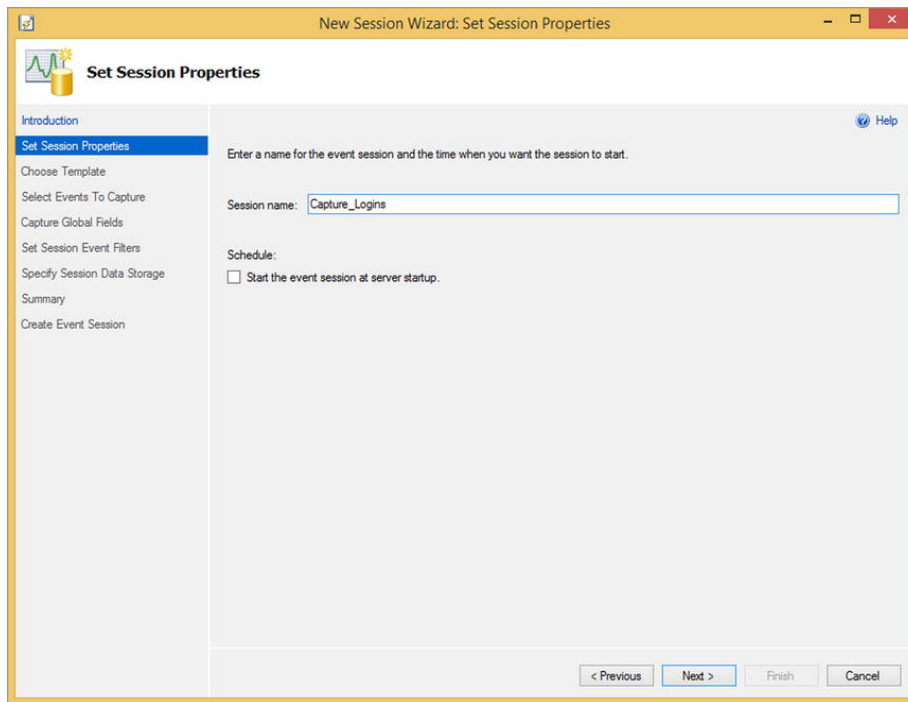 New Session Wizard: Set Session Properties
Set Session Properties
Introduction
Set Session Properties
Choose Template
Select Events To Capture
Capture Global Fields
Set Session Event Filters
Specify Session Data Storage
Summary
Create Event Session
Help
Enter a name for the event session and the time when you want the session to start.
Session name: Capture_Logins
Schedule:
Start the event session at server startup.
< Previous Next > Finish Cancel